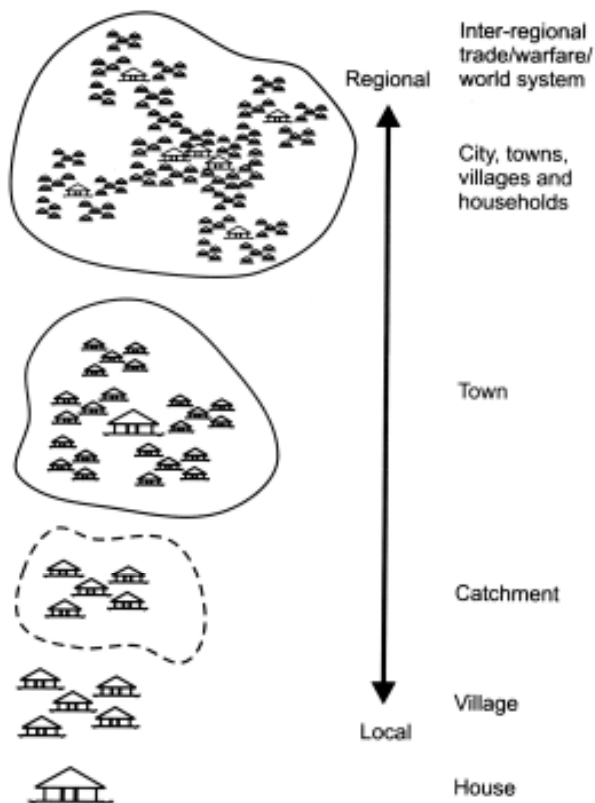 Inter-regional
trade/warfare/
world system
Regional
City, towns,
villages and
households
Town
Catchment
Village
Local
House